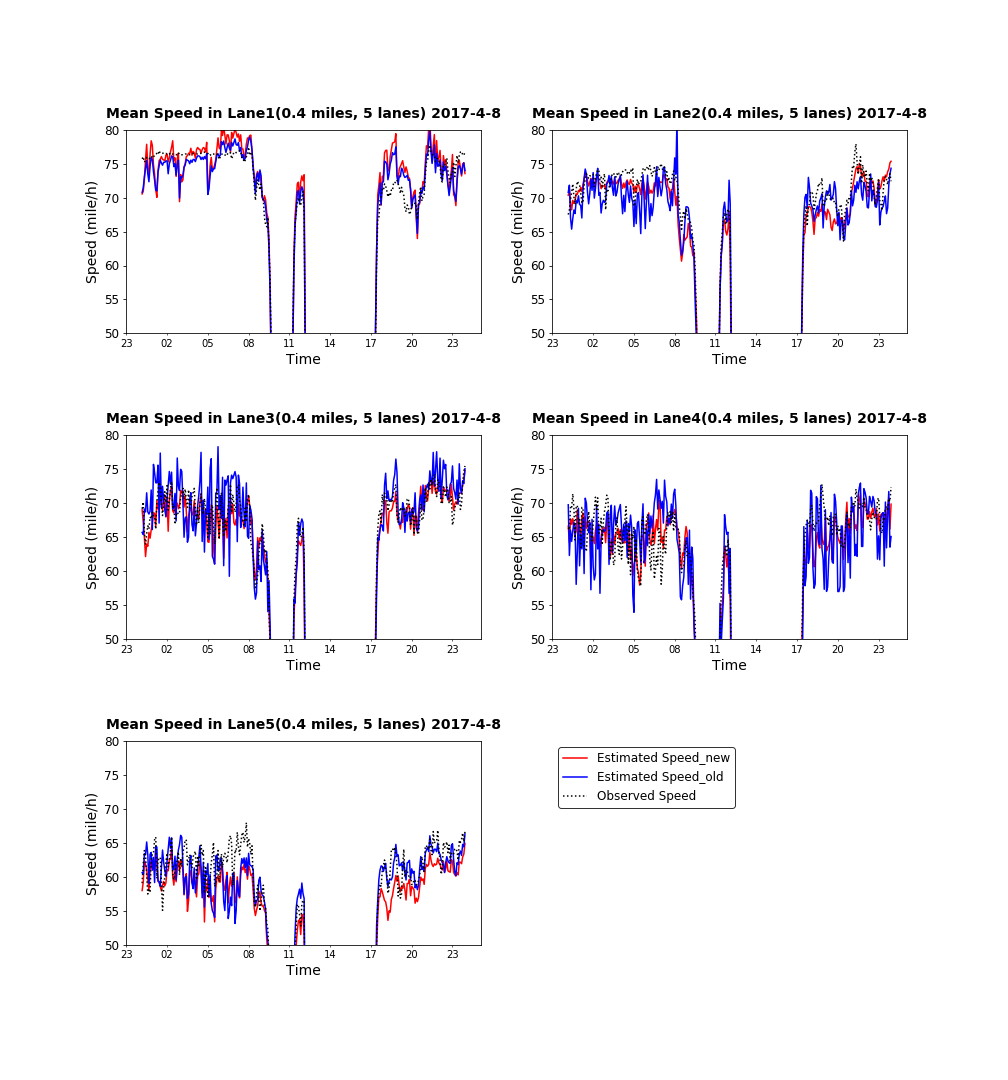 Mean Speed in Lane1(0.4 miles, 5 lanes) 2017-4-8
80
75
70
65
60
55
50
Speed (mile/h)
23 02 05 08 11 14 17 20 23
Time
Mean Speed in Lane2(0.4 miles, 5 lanes) 2017-4-8
80
75
70
65
60
55
50
Speed (mile/h)
23 02 05 08 11 14 17 20 23
Time
Mean Speed in Lane3(0.4 miles, 5 lanes) 2017-4-8
80
75
70
65
60
55
50
Speed (mile/h)
23 02 05 08 11 14 17 20 23
Time
Mean Speed in Lane4(0.4 miles, 5 lanes) 2017-4-8
80
75
70
65
60
55
50
Speed (mile/h)
23 02 05 08 11 14 17 20 23
Time
Mean Speed in Lane5(0.4 miles, 5 lanes) 2017-4-8
80
75
70
65
60
55
50
Speed (mile/h)
23 02 05 08 11 14 17 20 23
Time
Estimated Speed_new
Estimated Speed_old
Observed Speed